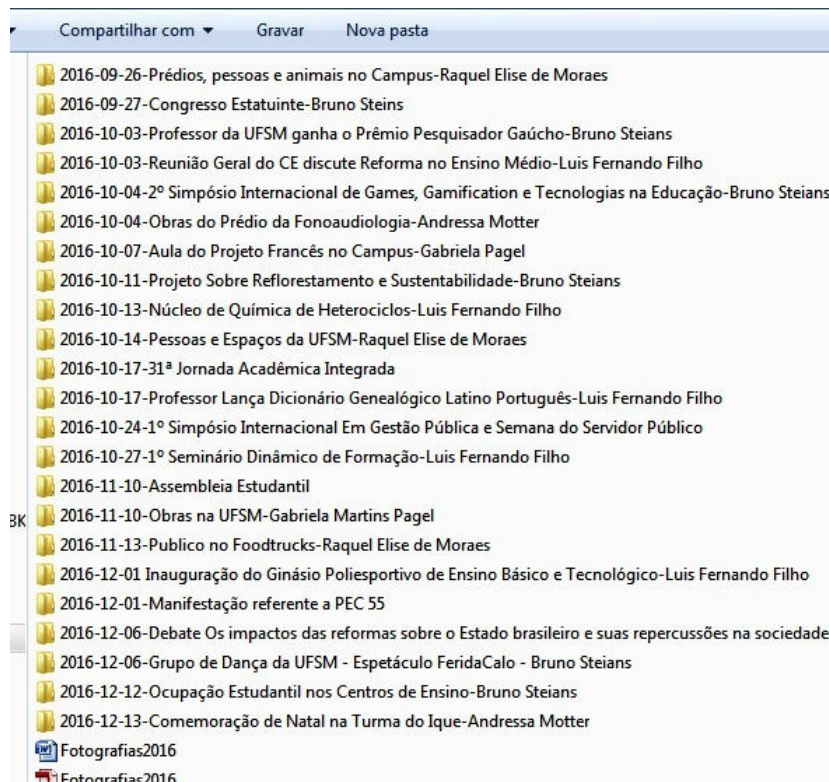 Compartilhar com Gravar Nova pasta
2016-09-26-Prédios, pessoas e animais no Campus-Raquel Elise de Moraes
2016-09-27-Congresso Estatuinte-Bruno Steins
2016-10-03-Professor da UFSM ganha o Prêmio Pesquisador Gaúcho-Bruno Steians
2016-10-03-Reunião Geral do CE discute Reforma no Ensino Médio-Luis Fernando Filho
2016-10-04-2º Simpósio Internacional de Games, Gamification e Tecnologias na Educação-Bruno Steians
2016-10-04-Obras do Prédio da Fonoaudiologia-Andressa Motter
2016-10-07-Aula do Projeto Francês no Campus-Gabriela Pagel
2016-10-11-Projeto Sobre Reflorestamento e Sustentabilidade-Bruno Steians
2016-10-13-Núcleo de Química de Heterociclos-Luis Fernando Filho
2016-10-14-Pessoas e Espaços da UFSM-Raquel Elise de Moraes
2016-10-17-31ª Jornada Acadêmica Integrada
2016-10-17-Professor Lança Dicionário Genealógico Latino Português-Luis Fernando Filho
2016-10-24-1º Simpósio Internacional Em Gestão Pública e Semana do Servidor Público
2016-10-27-1º Seminário Dinâmico de Formação-Luis Fernando Filho
2016-11-10-Assembleia Estudantil
BK 2016-11-10-Obras na UFSM-Gabriela Martins Pagel
2016-11-13-Publico no Foodtrucks-Raquel Elise de Moraes
2016-12-01 Inauguração do Ginásio Poliesportivo de Ensino Básico e Tecnológico-Luis Fernando Filho
2016-12-01-Manifestação referente a PEC 55
2016-12-06-Debate Os impactos das reformas sobre o Estado brasileiro e suas repercussões na sociedade
2016-12-06-Grupo de Dança da UFSM - Espetáculo FeridaCalo - Bruno Steians
2016-12-12-Ocupação Estudantil nos Centros de Ensino-Bruno Steians
2016-12-13-Comemoração de Natal na Turma do Ique-Andressa Motter
Fotografias2016
Fotografias2016